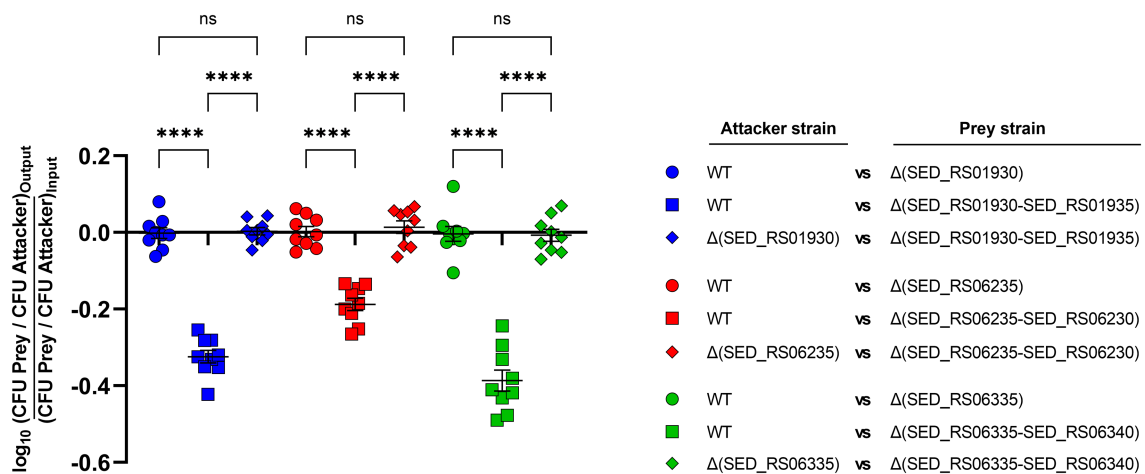 ns ns ns
**** **** ****
**** **** ****
0.2
0.0
-0.2
-0.4
-0.6
log10 (CFU Prey / CFU Attacker)Output
(CFU Prey / CFU Attacker)Input
Attacker strain Prey strain
WT vs Δ(SED_RS01930)
WT vs Δ(SED_RS01930-SED_RS01935)
Δ(SED_RS01930) vs Δ(SED_RS01930-SED_RS01935)
WT vs Δ(SED_RS06235)
WT vs Δ(SED_RS06235-SED_RS06230)
Δ(SED_RS06235) vs Δ(SED_RS06235-SED_RS06230)
WT vs Δ(SED_RS06335)
WT vs Δ(SED_RS06335-SED_RS06340)
Δ(SED_RS06335) vs Δ(SED_RS06335-SED_RS06340)